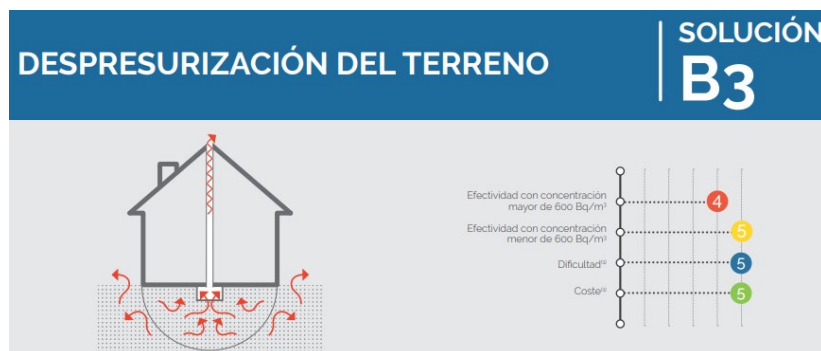 DESPRESURIZACIÓN DEL TERRENO
SOLUCIÓN
B3
Efectividad con concentración
mayor de 600 Bq/m³
4
Efectividad con concentración
menor de 600 Bq/m³
5
Dificultad⁽¹⁾
5
Coste⁽²⁾
5